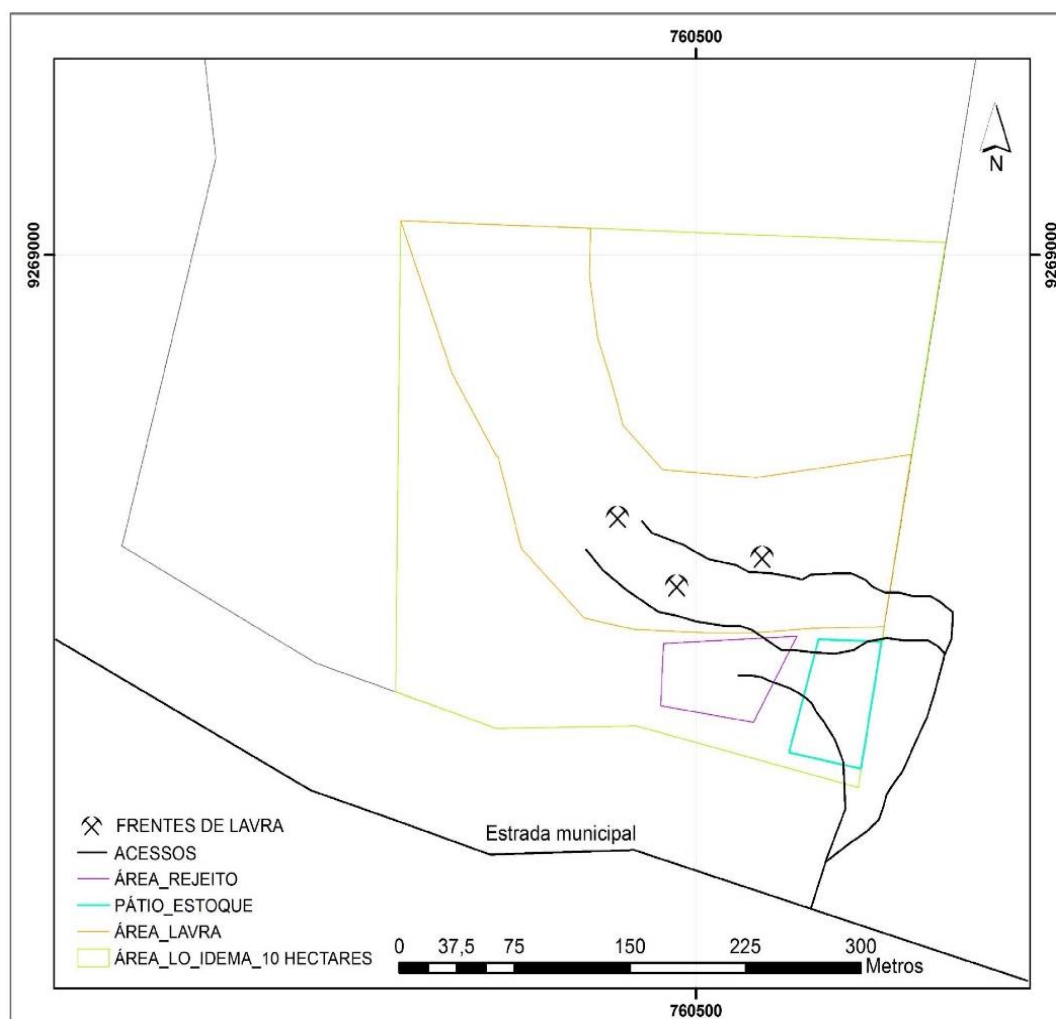 760500
9269000
9269000
N
Estrada municipal
FRENTES DE LAVRA
ACESSOS
ÁREA_REJEITO
PÁTIO_ESTOQUE
ÁREA_LAVRA
ÁREA_LO_IDEMA_10 HECTARES
0 37,5 75 150 225 300
Metros
760500